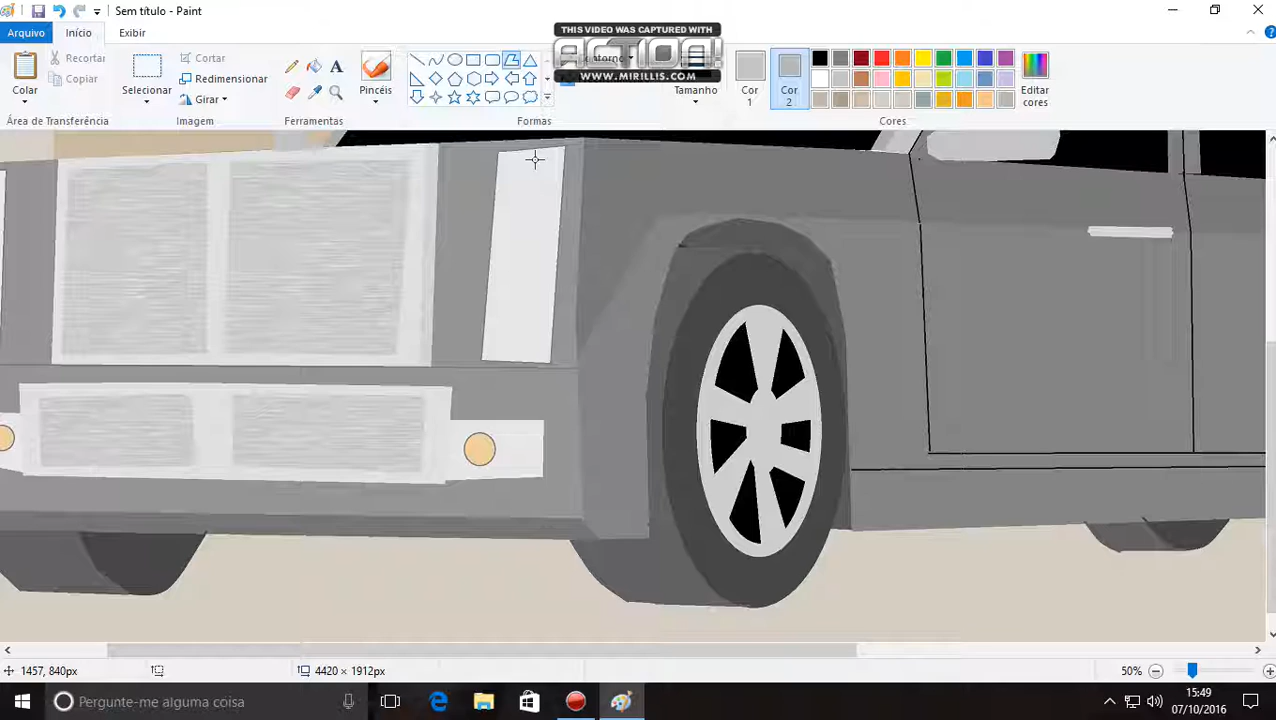 Sem título - Paint
THIS VIDEO WAS CAPTURED WITH
ACTION!
WWW.MIRILLIS.COM
Arquivo
Início
Exibir
Colar
Recortar
Copiar
Área de Transferência
Selecionar
Cortar
Redimensionar
Girar
Imagem
A
Ferramentas
Pincéis
Formas
Tamanho
Cor
1
Cor
2
Editar
cores
Cores
1457, 840px
4420 × 1912px
50%
Pergunte-me alguma coisa
15:49
07/10/2016